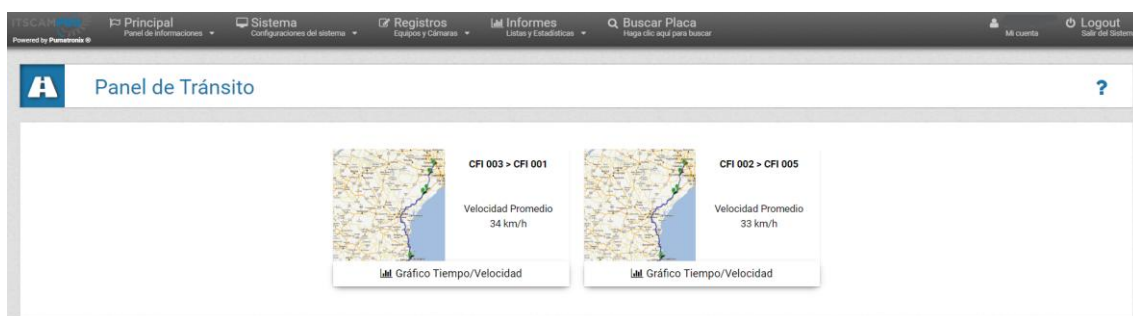 ITSCAMPRO
Powered by Pumatronix ®
Principal
Panel de Informaciones
Sistema
Configuraciones del sistema
Registros
Equipos y Cámaras
Informes
Listas y Estadísticas
Buscar Placa
Haga clic aquí para buscar
Mi cuenta
Logout
Salir del Sistema
Panel de Tránsito
?
CFI 003 > CFI 001
Velocidad Promedio
34 km/h
Gráfico Tiempo/Velocidad
CFI 002 > CFI 005
Velocidad Promedio
33 km/h
Gráfico Tiempo/Velocidad